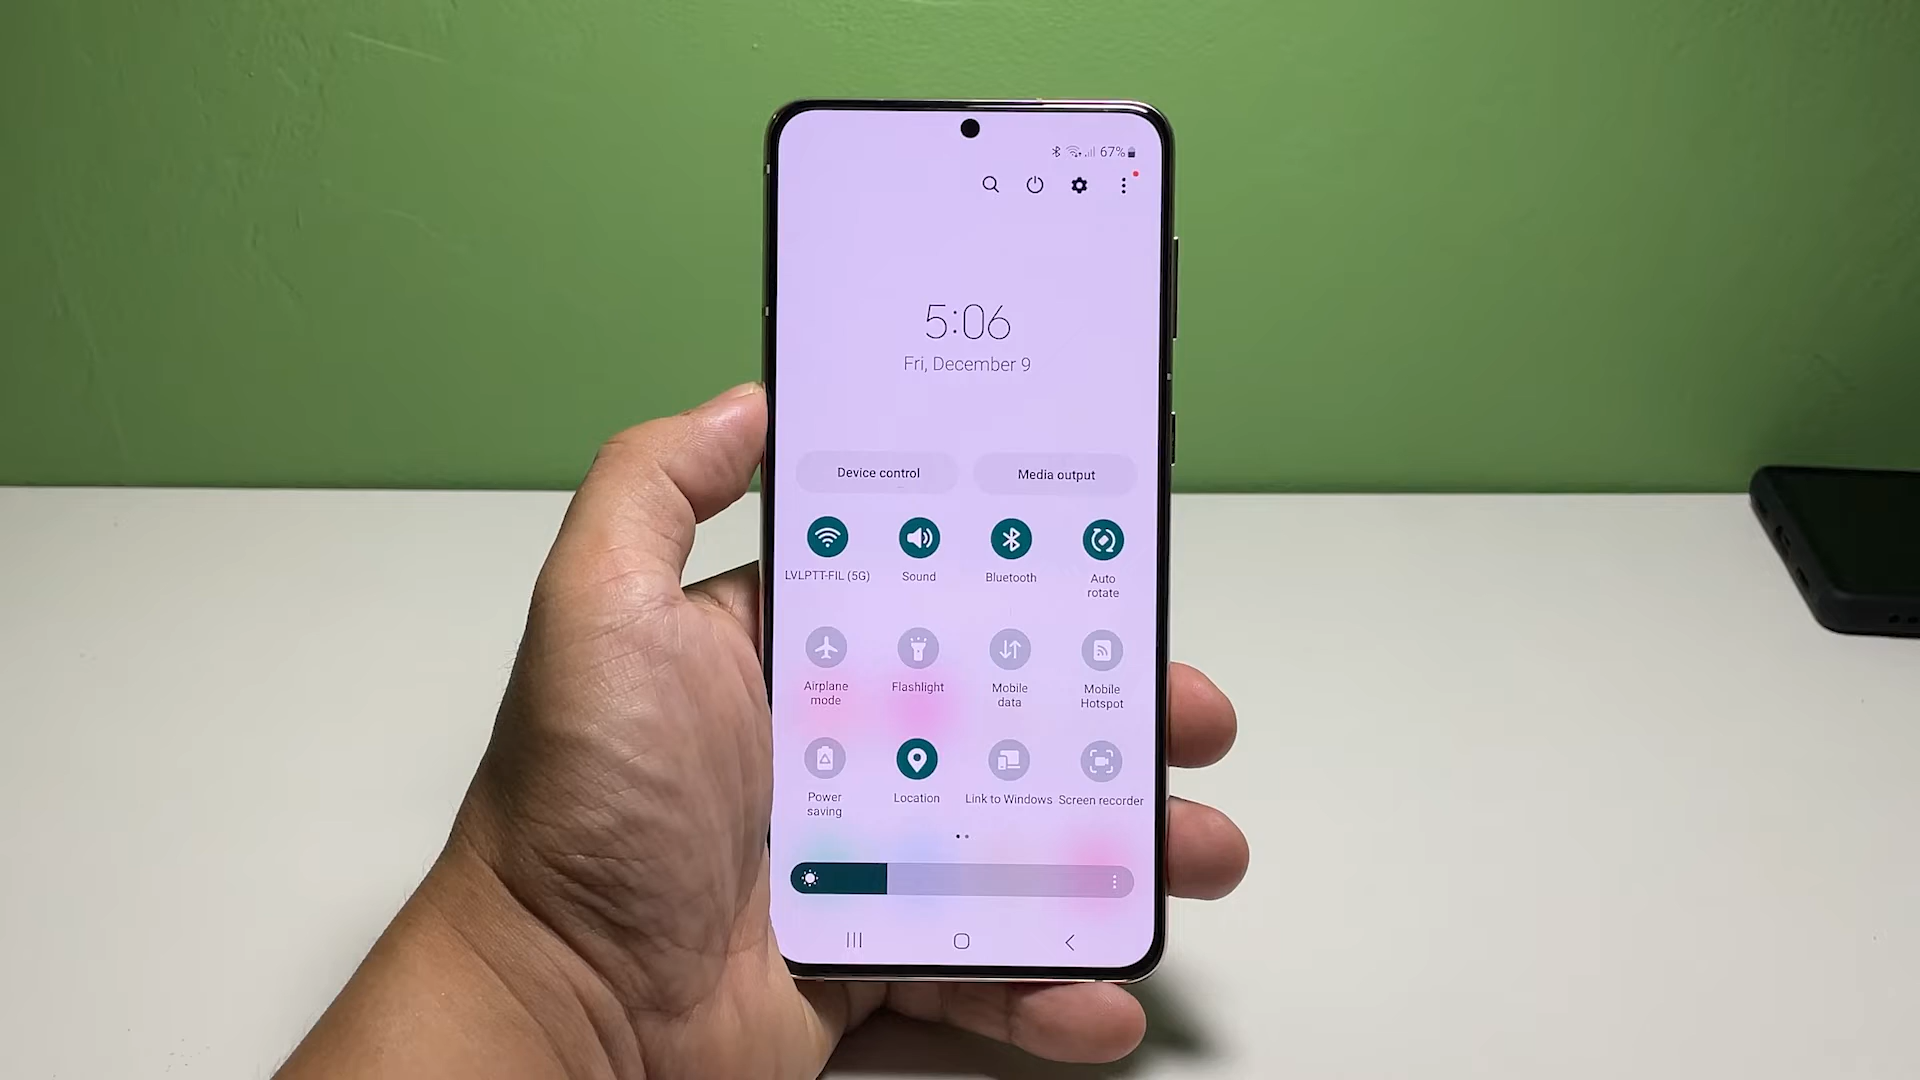 67%
5:06
Fri, December 9
Device control
Media output
LVLPTT-FIL (5G)
Sound
Bluetooth
Auto
rotate
Airplane
mode
Flashlight
Mobile
data
Mobile
Hotspot
Power
saving
Location
Link to Windows
Screen recorder